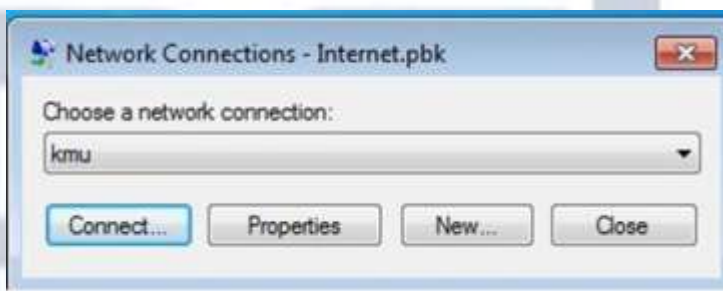 Network Connections - Internet.pbk
Choose a network connection:
kmu
Connect... Properties New... Close